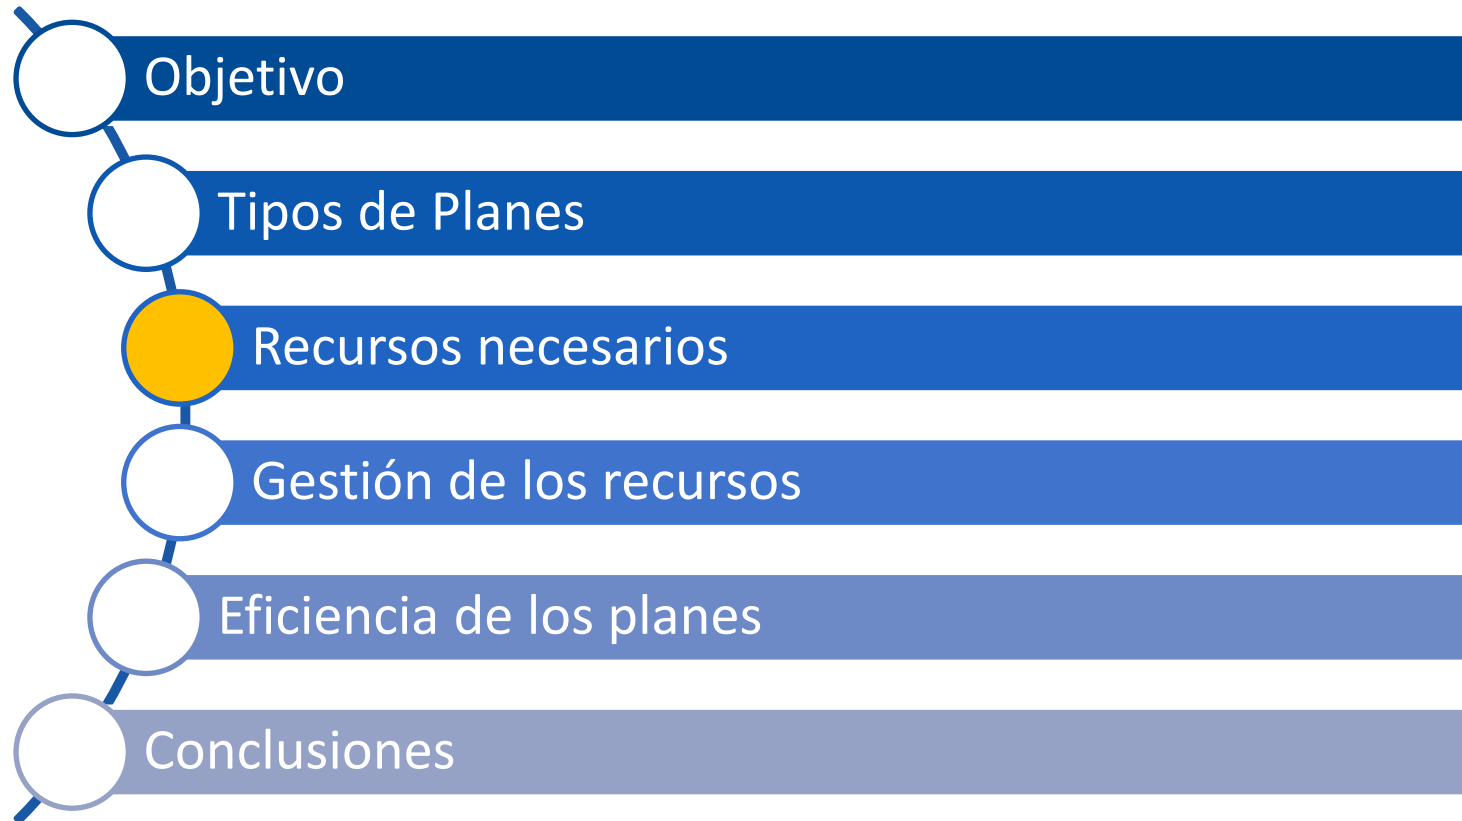 Objetivo
Tipos de Planes
Recursos necesarios
Gestión de los recursos
Eficiencia de los planes
Conclusiones